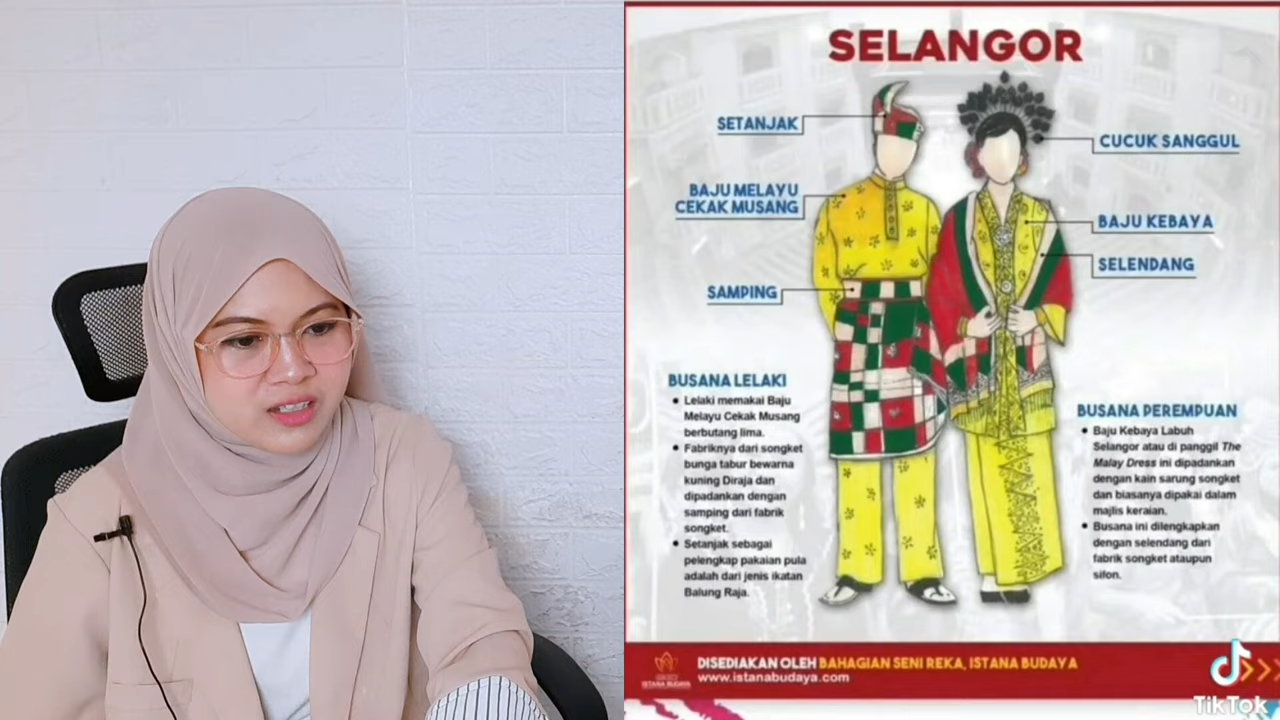 SELANGOR
SETANJAK
CUCUK SANGGUL
BAJU MELAYU
CEKAK MUSANG
BAJU KEBAYA
SELENDANG
SAMPING
BUSANA LELAKI
• Lelaki memakai Baju
Melayu Cekak Musang
berbutang lima.
• Fabriknya dari songket
bunga tabur bewarna
kuning Diraja dan
dipadankan dengan
samping dari fabrik
songket.
• Setanjak sebagai
pelengkap pakaian pula
adalah dari jenis ikatan
Balung Raja.
BUSANA PEREMPUAN
• Baju Kebaya Labuh
Selangor atau di panggil The
Malay Dress ini dipadankan
dengan kain sarung songket
dan biasanya dipakai dalam
majlis keraian.
• Busana ini dilengkapkan
dengan selendang dari
fabrik songket ataupun
sifon.
ISTANA BUDAYA
DISEDIAKAN OLEH BAHAGIAN SENI REKA, ISTANA BUDAYA
www.istanabudaya.com
TikTok